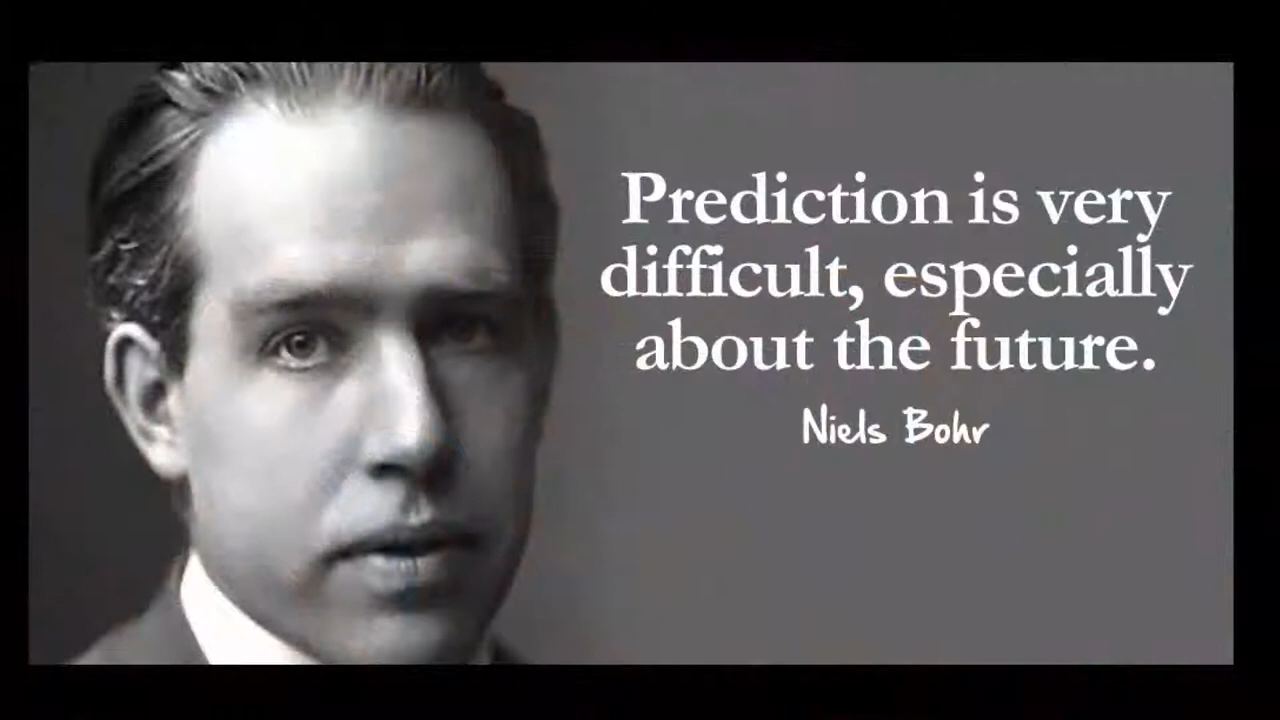 Prediction is very
difficult, especially
about the future.
Niels Bohr